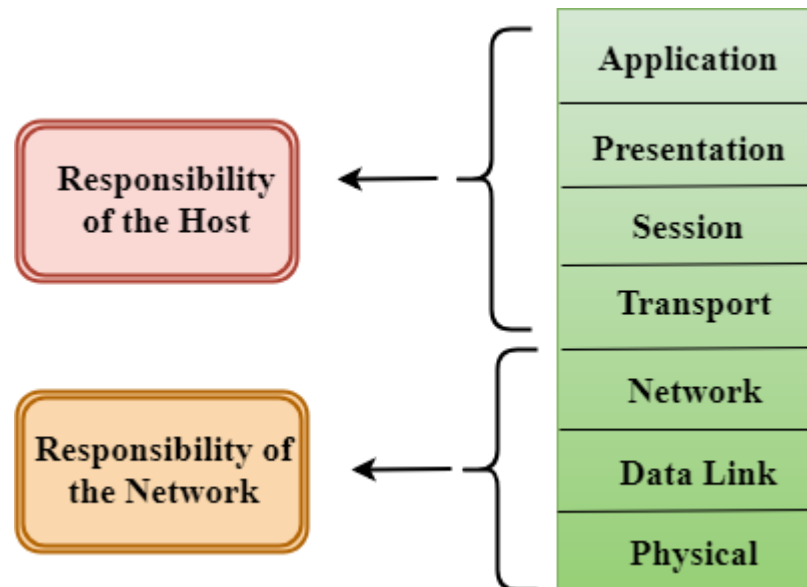 Responsibility
of the Host
Responsibility of
the Network
Application
Presentation
Session
Transport
Network
Data Link
Physical